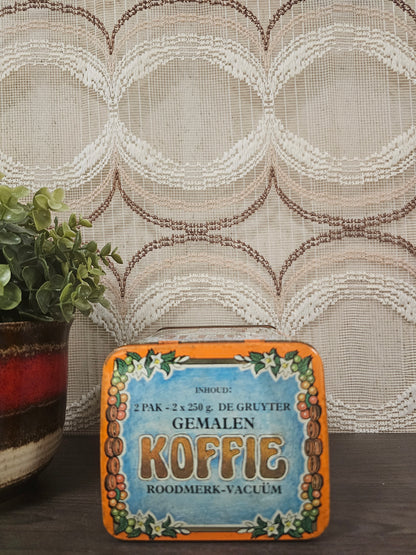 INHOUD:
2 PAK - 2 x 250 g. DE GRUYTER
GEMALEN
KOFFIE
ROODMERK-VACUÜM